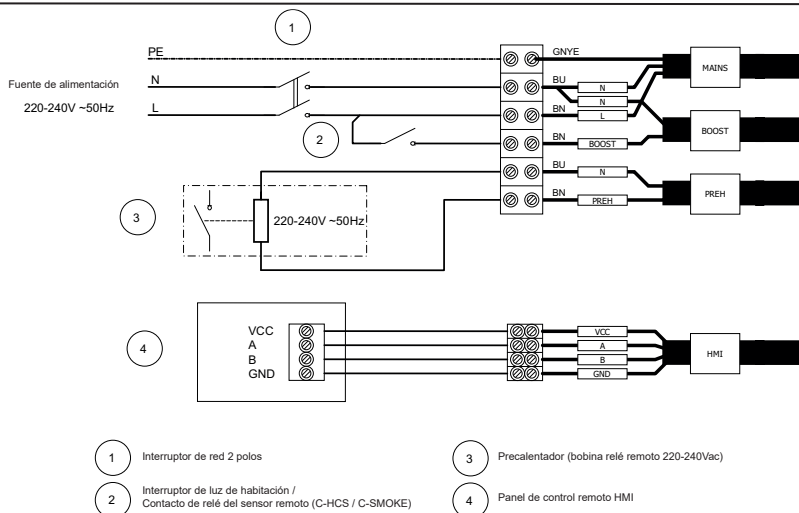 1
PE
GNYE
MAINS
Fuente de alimentación
220-240V ~50Hz
N
BU
N
N
L
BN
L
2
BN
BOOST
BOOST
BU
N
PREH
BN
PREH
3
220-240V ~50Hz
4
VCC
A
B
GND
VCC
A
B
GND
HMI
1
Interruptor de red 2 polos
2
Interruptor de luz de habitación /
Contacto de relé del sensor remoto (C-HCS / C-SMOKE)
3
Precalentador (bobina relé remoto 220-240Vac)
4
Panel de control remoto HMI